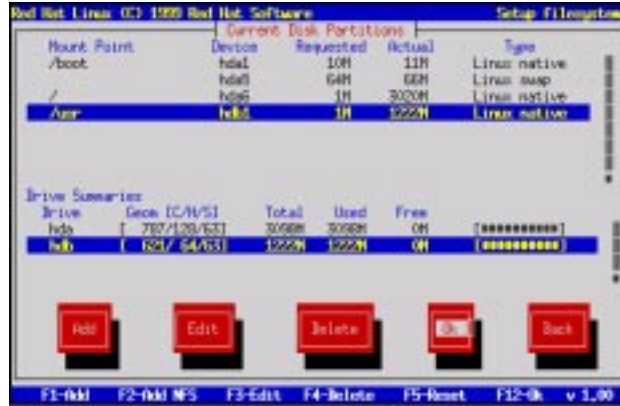 Red Hat Linux (C) 1999 Red Hat Software Setup Filesystem
Current Disk Partitions
Mount Point Device Requested Actual Type
/boot hda1 10M 11M Linux native
hda5 64M 66M Linux swap
/ hda6 1M 3020M Linux native
/usr hdb1 1M 1222M Linux native
Drive Summaries
Drive Geom [C/H/S] Total Used Free
hda [ 787/128/63] 3098M 3098M 0M [##########]
hdb [ 621/ 64/63] 1222M 1222M 0M [##########]
Add Edit Delete Ok Back
F1-Add F2-Add NFS F3-Edit F4-Delete F5-Reset F12-Ok v 1.00